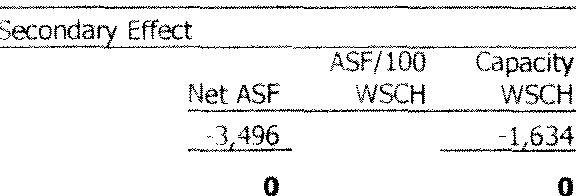 Secondary Effect
ASF/100 Capacity
Net ASF WSCH WSCH
-3,496 -1,634
0 0